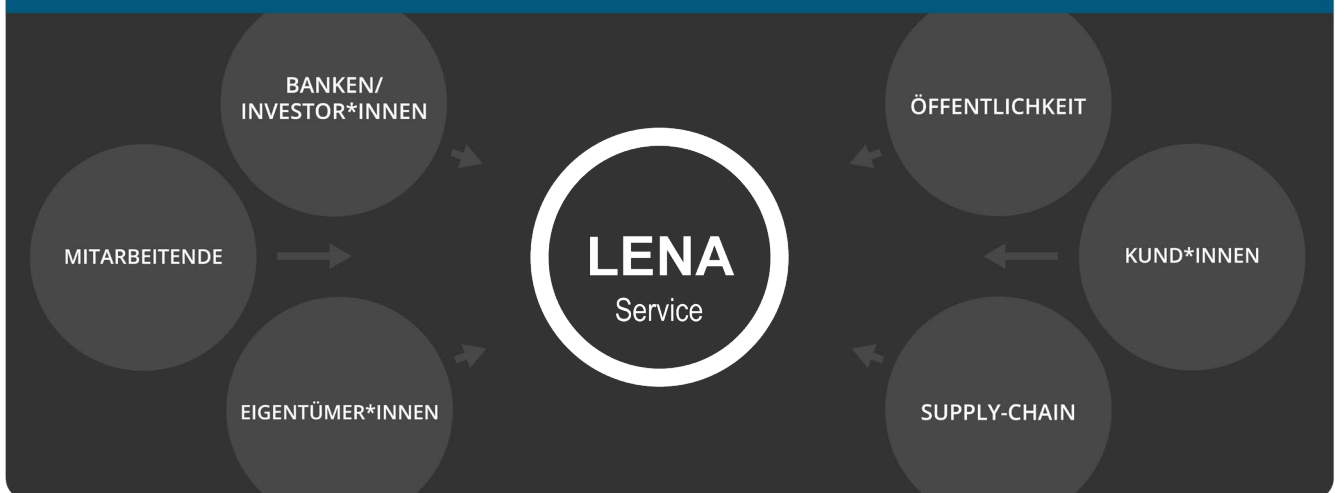 BANKEN/
INVESTOR*INNEN
ÖFFENTLICHKEIT
MITARBEITENDE
LENA
Service
KUND*INNEN
EIGENTÜMER*INNEN
SUPPLY-CHAIN